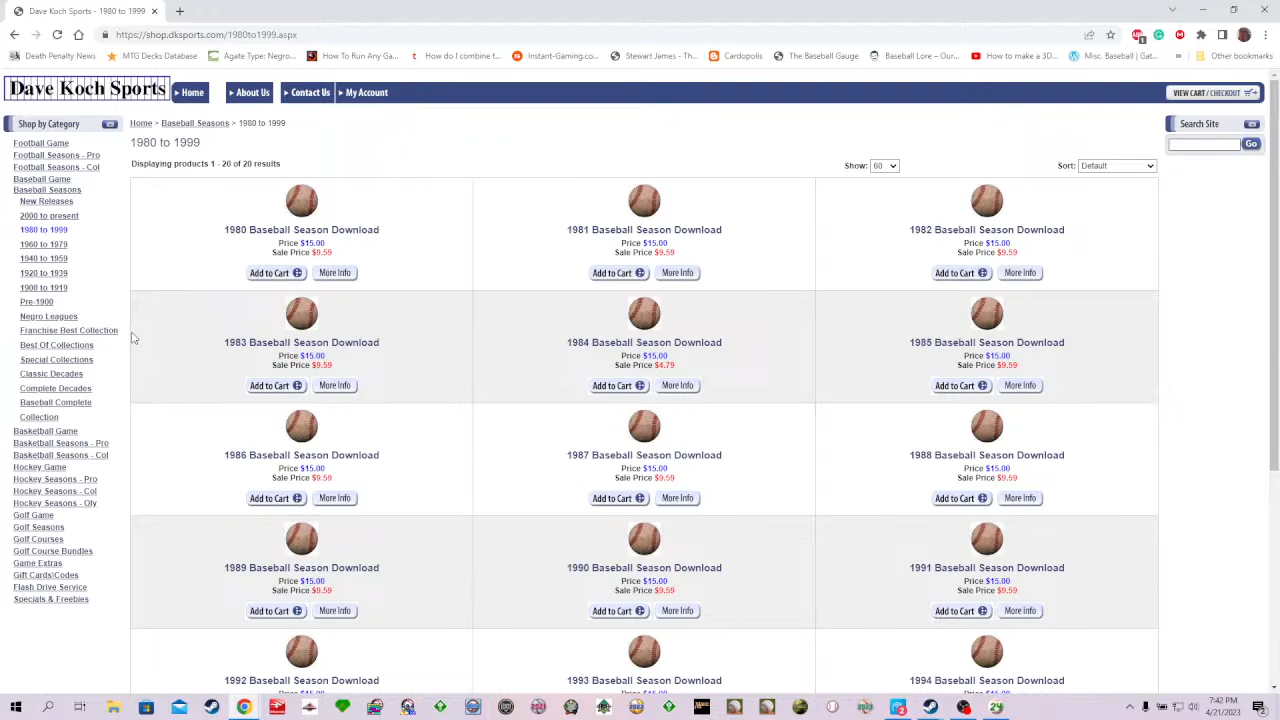 Dave Koch Sports
https://shop.dksports.com/1980to1999.aspx
Death Penalty News
MTG Decks Database
Agate Type: Negro...
How To Run Any Ga...
How do I combine t...
Instant-Gaming.co...
Stewart James - Th...
Cardopolis
The Baseball Gauge
Baseball Lore – Our...
How to make a 3D...
Misc. Baseball | Gat...
»
Other bookmarks
Dave Koch Sports
Home
About Us
Contact Us
My Account
VIEW CART / CHECKOUT
Shop by Category
Home > Baseball Seasons > 1980 to 1999
Search Site
Go
1980 to 1999
Displaying products 1 - 20 of 20 results
Show: 60
Sort: Default
Football Game
Football Seasons - Pro
Football Seasons - Col
Baseball Game
Baseball Seasons
New Releases
2000 to present
1980 to 1999
1960 to 1979
1940 to 1959
1920 to 1939
1900 to 1919
Pre-1900
Negro Leagues
Franchise Best Collection
Best Of Collections
Special Collections
Classic Decades
Complete Decades
Baseball Complete
Collection
Basketball Game
Basketball Seasons - Pro
Basketball Seasons - Col
Hockey Game
Hockey Seasons - Pro
Hockey Seasons - Col
Hockey Seasons - Oly
Golf Game
Golf Seasons
Golf Courses
Golf Course Bundles
Game Extras
Gift Cards\Codes
Flash Drive Service
Specials & Freebies
1980 Baseball Season Download
Price $15.00
Sale Price $9.59
Add to Cart More Info
1981 Baseball Season Download
Price $15.00
Sale Price $9.59
Add to Cart More Info
1982 Baseball Season Download
Price $15.00
Sale Price $9.59
Add to Cart More Info
1983 Baseball Season Download
Price $15.00
Sale Price $9.59
Add to Cart More Info
1984 Baseball Season Download
Price $15.00
Sale Price $4.79
Add to Cart More Info
1985 Baseball Season Download
Price $15.00
Sale Price $9.59
Add to Cart More Info
1986 Baseball Season Download
Price $15.00
Sale Price $9.59
Add to Cart More Info
1987 Baseball Season Download
Price $15.00
Sale Price $9.59
Add to Cart More Info
1988 Baseball Season Download
Price $15.00
Sale Price $9.59
Add to Cart More Info
1989 Baseball Season Download
Price $15.00
Sale Price $9.59
Add to Cart More Info
1990 Baseball Season Download
Price $15.00
Sale Price $9.59
Add to Cart More Info
1991 Baseball Season Download
Price $15.00
Sale Price $9.59
Add to Cart More Info
1992 Baseball Season Download
1993 Baseball Season Download
1994 Baseball Season Download
7:42 PM
4/21/2023